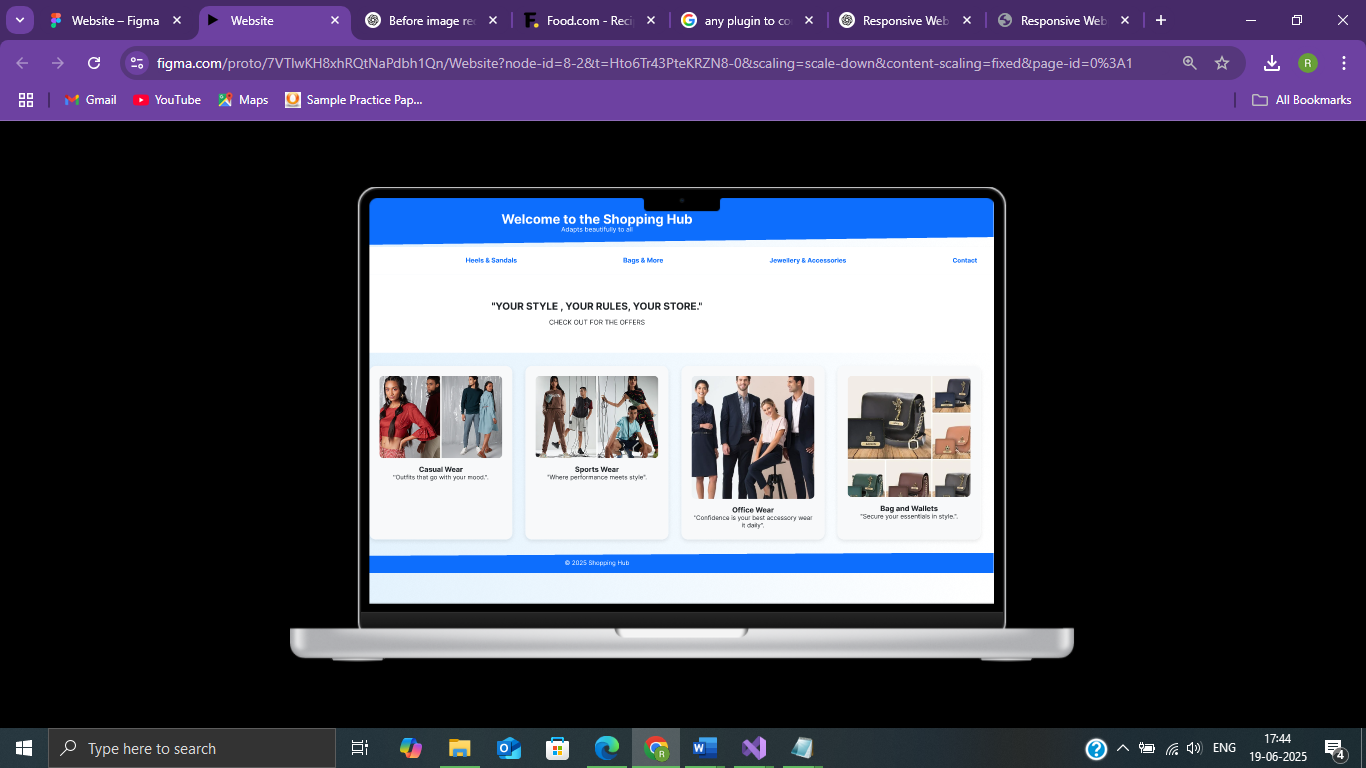 Website – Figma
Website
Before image re
Food.com - Reci
any plugin to co
Responsive Web
Responsive Web
figma.com/proto/7VTlwKH8xhRQtNaPdbh1Qn/Website?node-id=8-2&t=Hto6Tr43PteKRZN8-0&scaling=scale-down&content-scaling=fixed&page-id=0%3A1
R
Gmail
YouTube
Maps
Sample Practice Pap...
All Bookmarks
Welcome to the Shopping Hub
Adapts beautifully to all
Heels & Sandals
Bags & More
Jewellery & Accessories
Contact
"YOUR STYLE , YOUR RULES, YOUR STORE."
CHECK OUT FOR THE OFFERS
Casual Wear
"Outfits that go with your mood.".
Sports Wear
"Where performance meets style".
Office Wear
"Confidence is your best accessory wear
it daily".
Bag and Wallets
"Secure your essentials in style.".
© 2025 Shopping Hub
Type here to search
R
ENG
17:44
19-06-2025
4